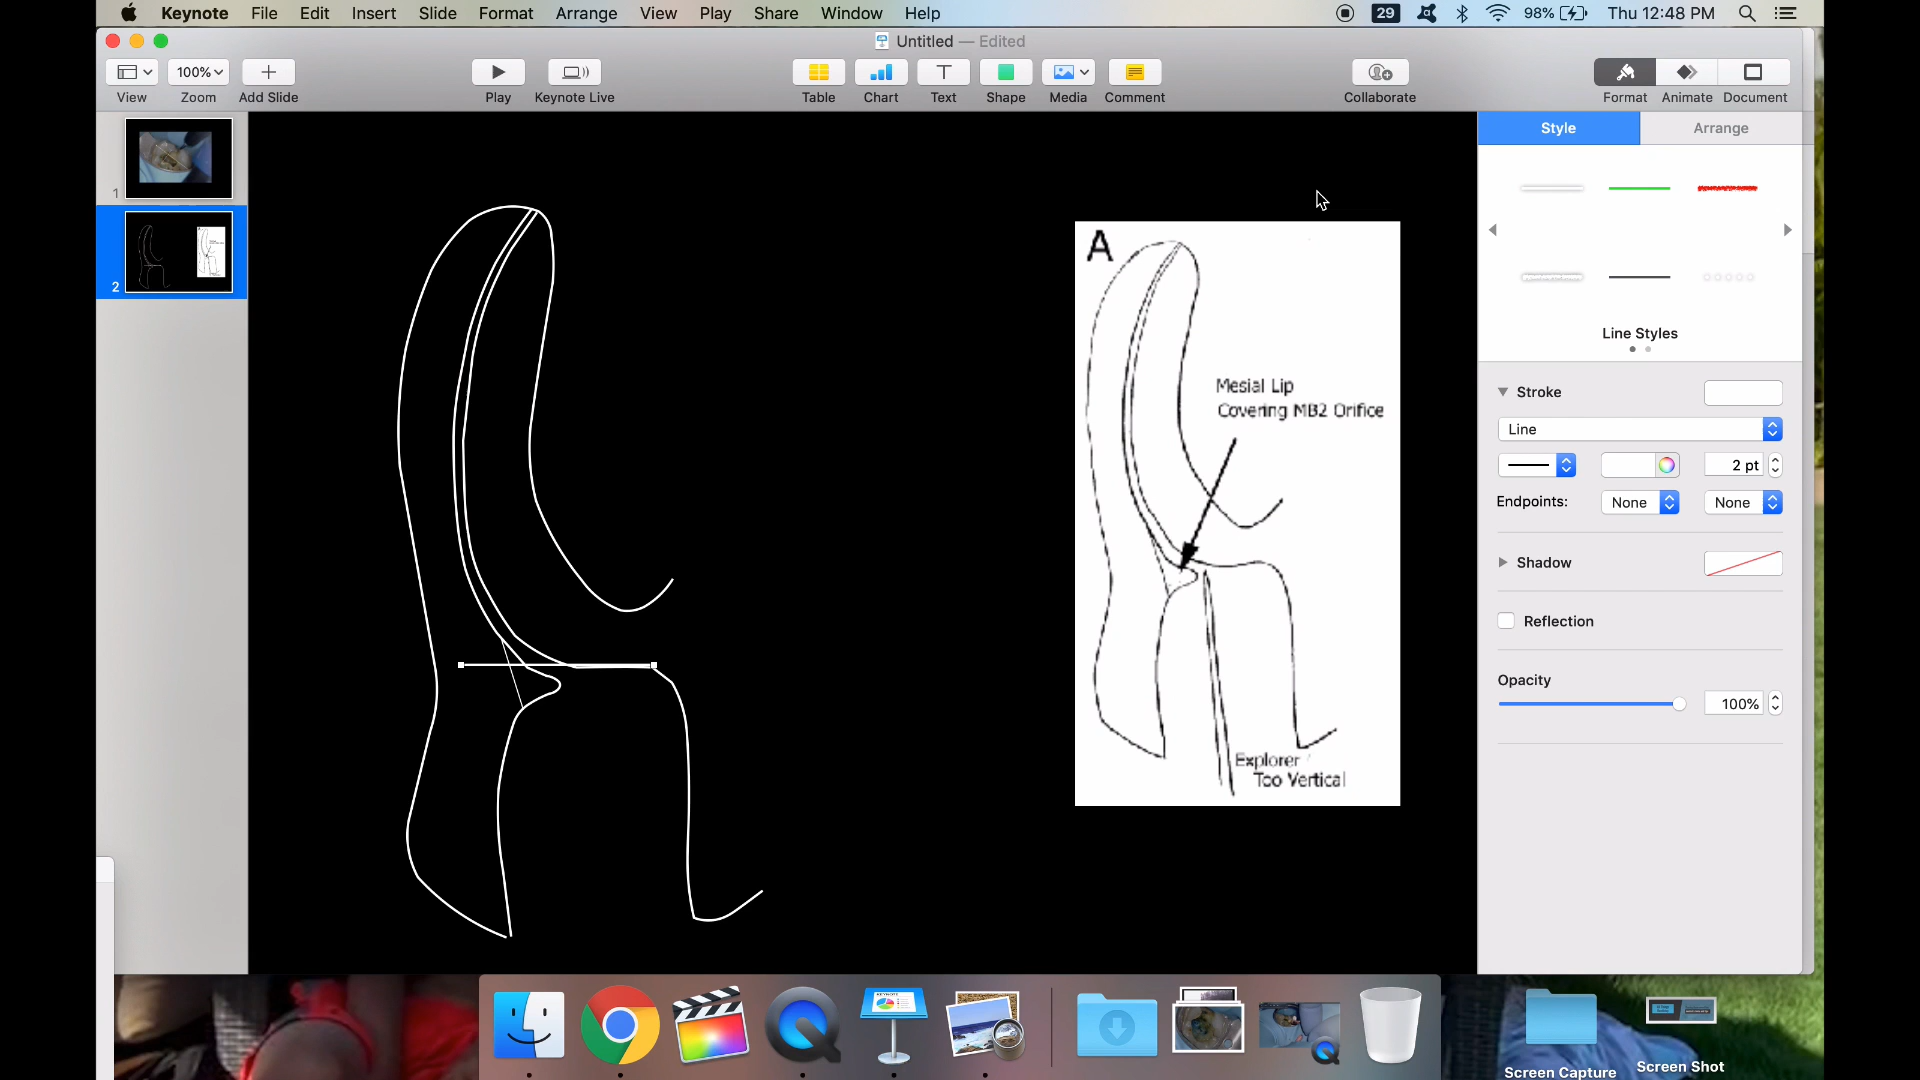 Keynote File Edit Insert Slide Format Arrange View Play Share Window Help 29 98% Thu 12:48 PM
Untitled — Edited
100%
View Zoom Add Slide Play Keynote Live Table Chart Text Shape Media Comment Collaborate Format Animate Document
Style Arrange
1
2
A
Mesial Lip
Covering MB2 Orifice
Explorer
Too Vertical
Line Styles
Stroke
Line
2 pt
Endpoints: None None
Shadow
Reflection
Opacity
100%
KEYNOTE
Screen Capture Screen Shot